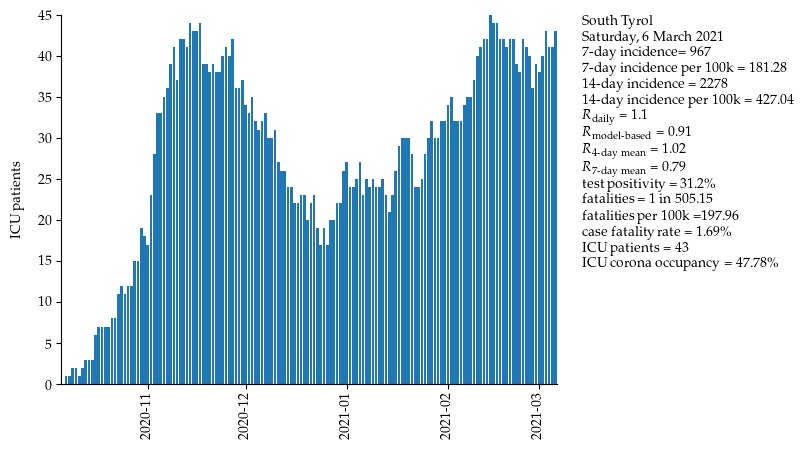 45
40
35
30
25
20
15
10
5
0
ICU patients
2020-11
2020-12
2021-01
2021-02
2021-03
South Tyrol
Saturday, 6 March 2021
7-day incidence= 967
7-day incidence per 100k = 181.28
14-day incidence = 2278
14-day incidence per 100k = 427.04
R daily = 1.1
R model-based = 0.91
R 4-day mean = 1.02
R 7-day mean = 0.79
test positivity = 31.2%
fatalities = 1 in 505.15
fatalities per 100k =197.96
case fatality rate = 1.69%
ICU patients = 43
ICU corona occupancy = 47.78%